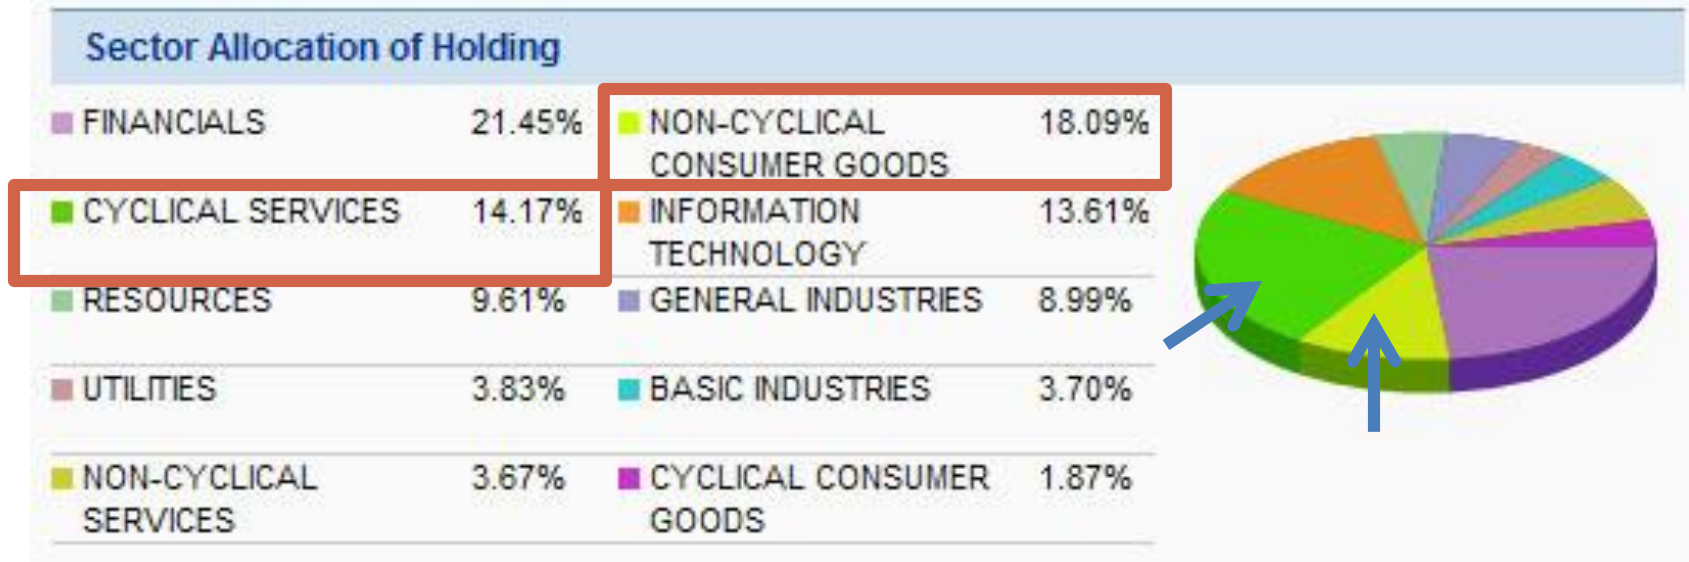 Sector Allocation of Holding
FINANCIALS 21.45% NON-CYCLICAL 18.09%
CONSUMER GOODS
CYCLICAL SERVICES 14.17% INFORMATION 13.61%
TECHNOLOGY
RESOURCES 9.61% GENERAL INDUSTRIES 8.99%
UTILITIES 3.83% BASIC INDUSTRIES 3.70%
NON-CYCLICAL 3.67% CYCLICAL CONSUMER 1.87%
SERVICES GOODS